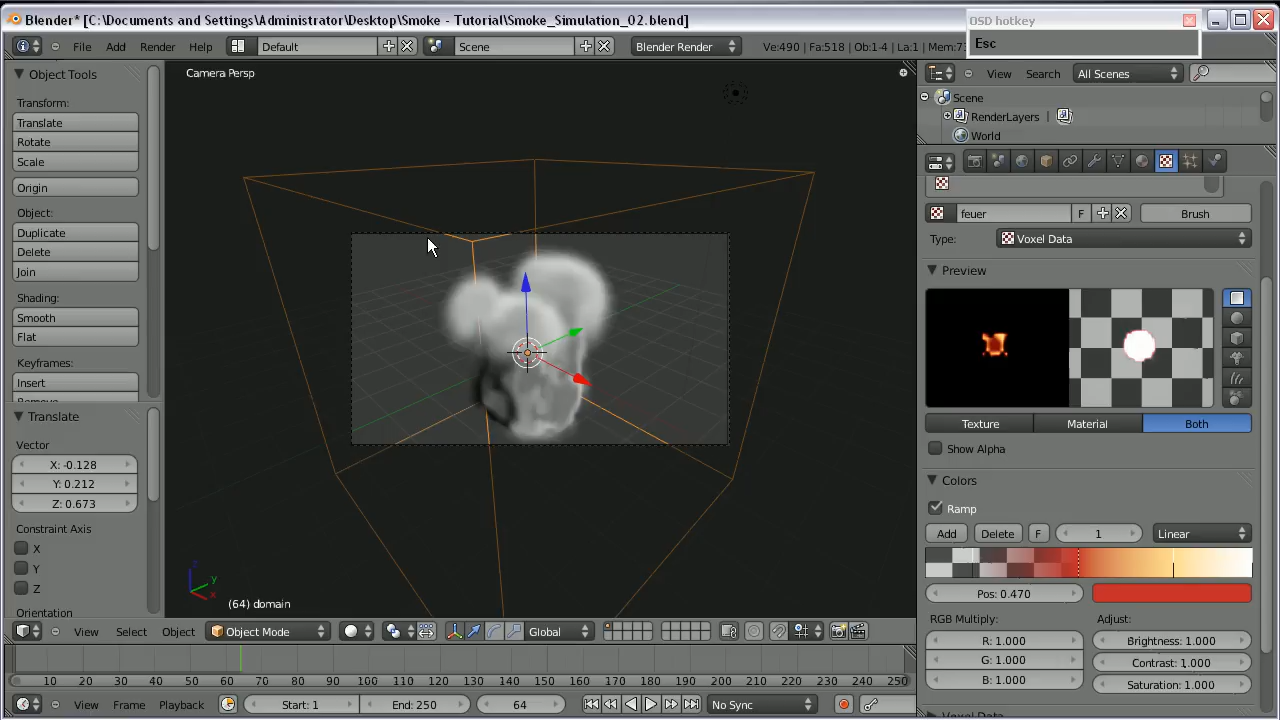 Blender* [C:\Documents and Settings\Administrator\Desktop\Smoke - Tutorial\Smoke_Simulation_02.blend]
OSD hotkey
Esc
File Add Render Help Default Scene Blender Render Ve:490 | Fa:518 | Ob:1-4 | La:1 | Mem:7
View Search All Scenes
Object Tools
Camera Persp
Scene
RenderLayers |
World
Transform:
Translate
Rotate
Scale
Origin
Object:
Duplicate
Delete
Join
Shading:
Smooth
Flat
Keyframes:
Insert
Translate
Vector
X: -0.128
Y: 0.212
Z: 0.673
Constraint Axis
X
Y
Z
Orientation
z
y
x
(64) domain
feuer F Brush
Type: Voxel Data
Preview
Texture Material Both
Show Alpha
Colors
Ramp
Add Delete F 1 Linear
Pos: 0.470
RGB Multiply: Adjust:
R: 1.000 Brightness: 1.000
G: 1.000 Contrast: 1.000
B: 1.000 Saturation: 1.000
Voxel Data
View Select Object Object Mode Global
10 20 30 40 50 60 70 80 90 100 110 120 130 140 150 160 170 180 190 200 210 220 230 240 250
View Frame Playback Start: 1 End: 250 64 No Sync